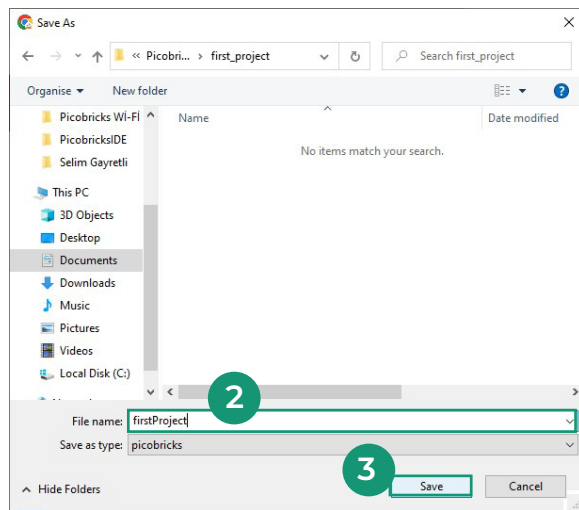 Save As
« Picobri... › first_project
Search first_project
Organise
New folder
Picobricks Wİ-Fİ
PicobricksIDE
Selim Gayretli
This PC
3D Objects
Desktop
Documents
Downloads
Music
Pictures
Videos
Local Disk (C:)
Name
Date modified
No items match your search.
2
File name: firstProject
Save as type: picobricks
3
Hide Folders
Save
Cancel